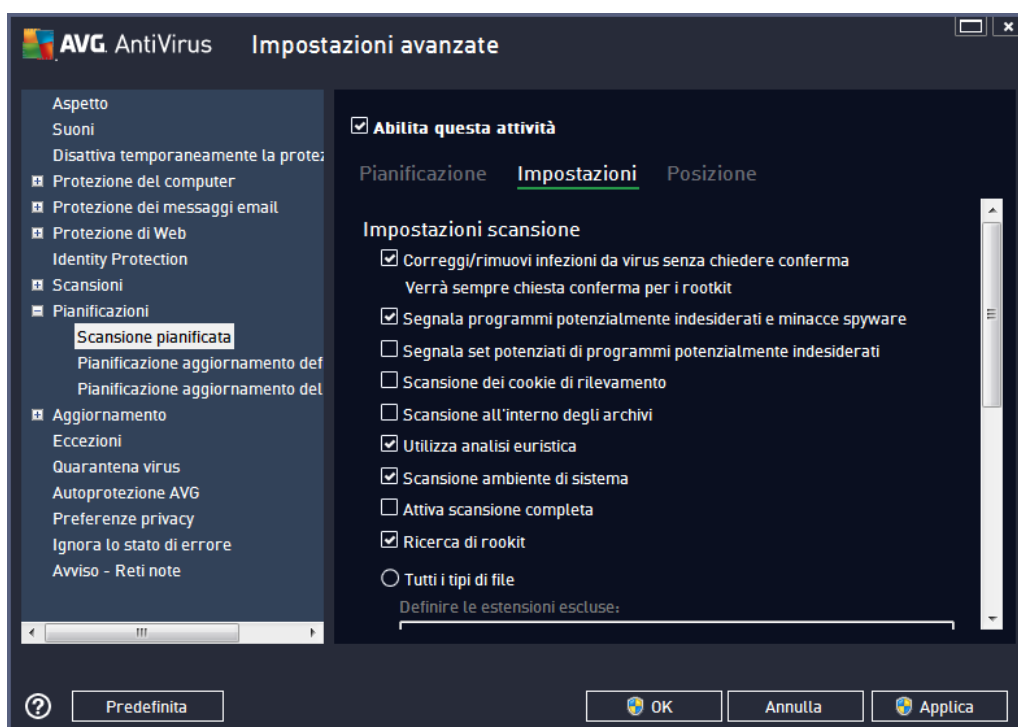 AVG AntiVirus Impostazioni avanzate
Aspetto
Suoni
Disattiva temporaneamente la protez
Protezione del computer
Protezione dei messaggi email
Protezione di Web
Identity Protection
Scansioni
Pianificazioni
Scansione pianificata
Pianificazione aggiornamento def
Pianificazione aggiornamento del
Aggiornamento
Eccezioni
Quarantena virus
Autoprotezione AVG
Preferenze privacy
Ignora lo stato di errore
Avviso - Reti note
Abilita questa attività
Pianificazione Impostazioni Posizione
Impostazioni scansione
Correggi/rimuovi infezioni da virus senza chiedere conferma
Verrà sempre chiesta conferma per i rootkit
Segnala programmi potenzialmente indesiderati e minacce spyware
Segnala set potenziati di programmi potenzialmente indesiderati
Scansione dei cookie di rilevamento
Scansione all'interno degli archivi
Utilizza analisi euristica
Scansione ambiente di sistema
Attiva scansione completa
Ricerca di rookit
Tutti i tipi di file
Definire le estensioni escluse:
Predefinita
OK
Annulla
Applica